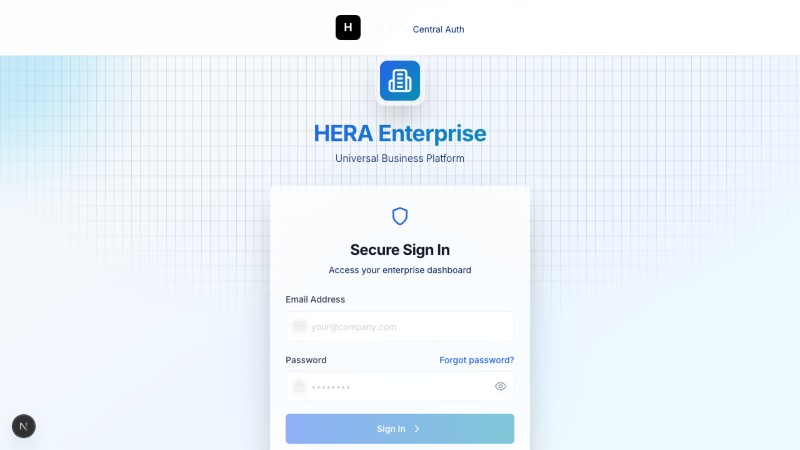 H HERA Central Auth
HERA Enterprise
Universal Business Platform
Secure Sign In
Access your enterprise dashboard
Email Address
your@company.com
Password Forgot password?
••••••••
Sign In
N